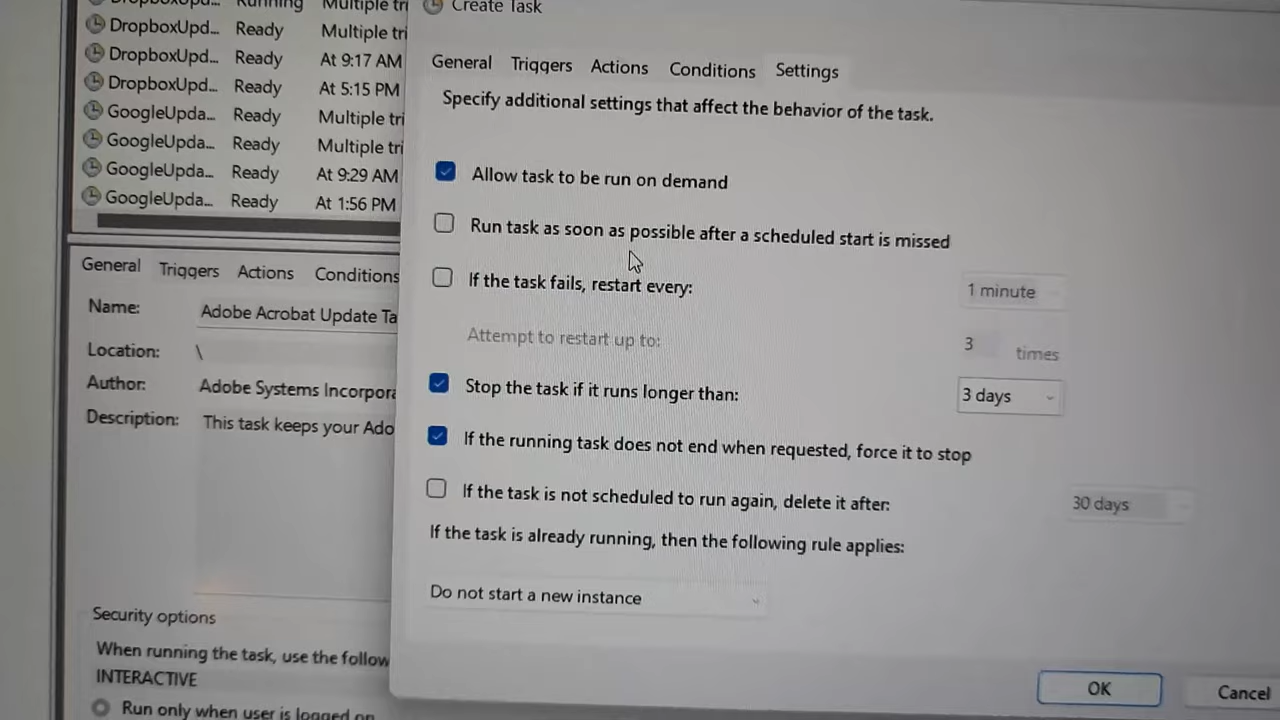 DropboxUpd... Running Multiple tri
DropboxUpd... Ready Multiple tri
DropboxUpd... Ready At 9:17 AM
DropboxUpd... Ready At 5:15 PM
GoogleUpda... Ready Multiple tri
GoogleUpda... Ready Multiple tri
GoogleUpda... Ready At 9:29 AM
GoogleUpda... Ready At 1:56 PM
General Triggers Actions Conditions
Name: Adobe Acrobat Update Ta
Location: \
Author: Adobe Systems Incorpora
Description: This task keeps your Ado
Security options
When running the task, use the follow
INTERACTIVE
Run only when user is logged on
Create Task
General Triggers Actions Conditions Settings
Specify additional settings that affect the behavior of the task.
Allow task to be run on demand
Run task as soon as possible after a scheduled start is missed
If the task fails, restart every: 1 minute
Attempt to restart up to: 3 times
Stop the task if it runs longer than: 3 days
If the running task does not end when requested, force it to stop
If the task is not scheduled to run again, delete it after: 30 days
If the task is already running, then the following rule applies:
Do not start a new instance
OK Cancel